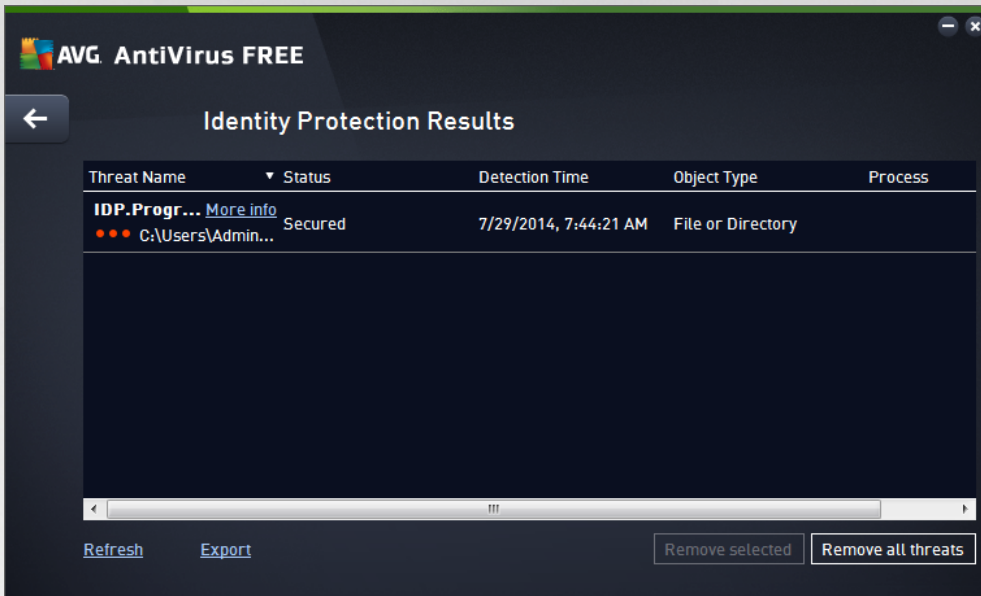 AVG. AntiVirus FREE
Identity Protection Results
Threat Name Status Detection Time Object Type Process
IDP.Progr... More info
C:\Users\Admin... Secured 7/29/2014, 7:44:21 AM File or Directory
Refresh Export Remove selected Remove all threats